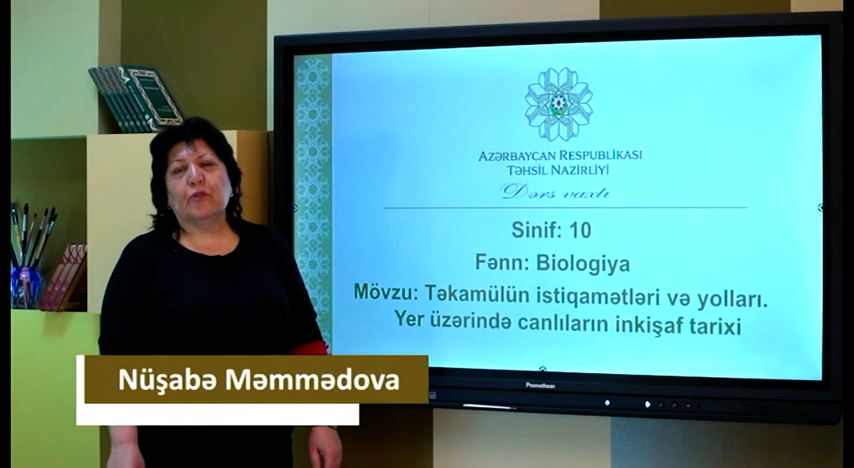 AZƏRBAYCAN RESPUBLİKASI
TƏHSİL NAZİRLİYİ
Dərs vaxtı
Sinif: 10
Fənn: Biologiya
Mövzu: Təkamülün istiqamətləri və yolları.
Yer üzərində canlıların inkişaf tarixi
Nüşabə Məmmədova
Promethean